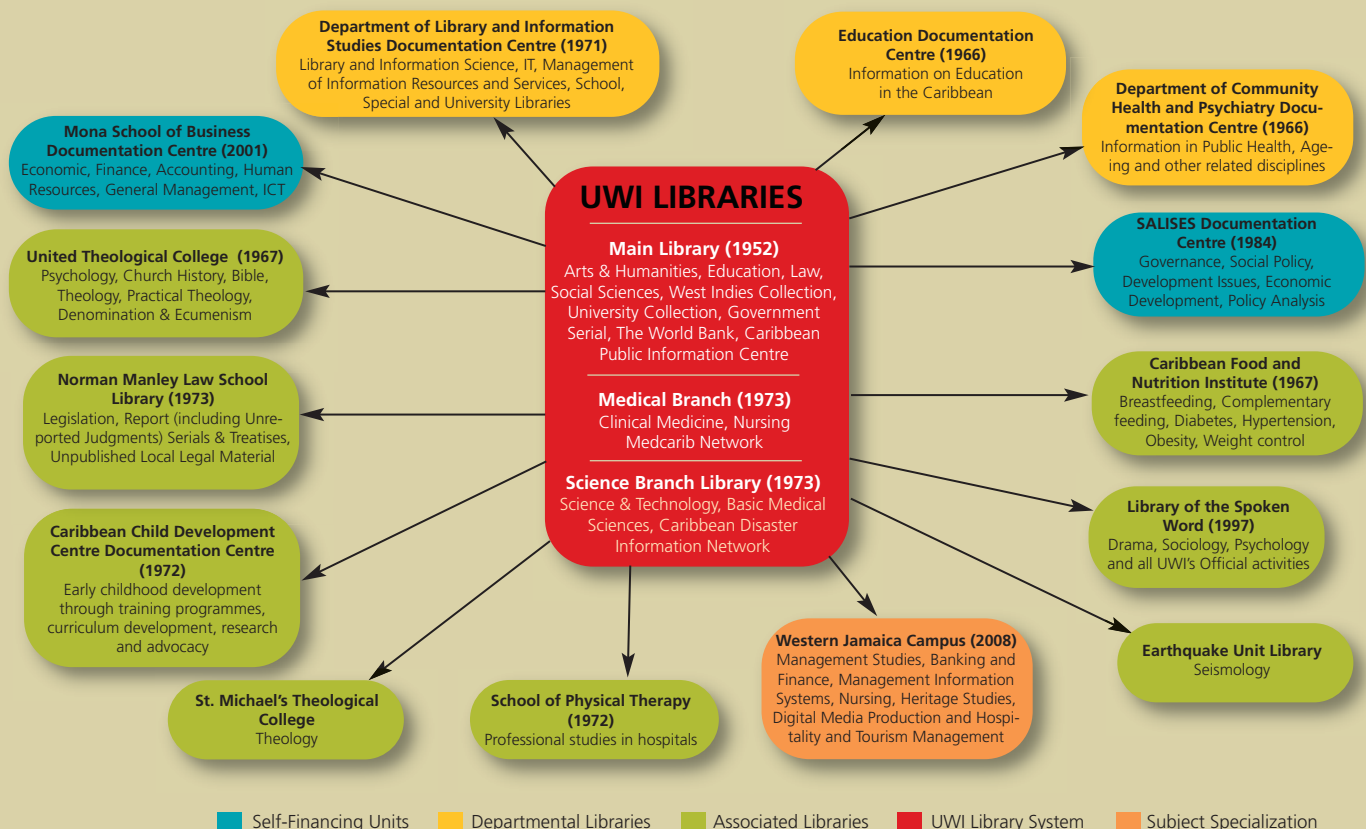 Department of Library and Information
Studies Documentation Centre (1971)
Library and Information Science, IT, Management
of Information Resources and Services, School,
Special and University Libraries
Education Documentation
Centre (1966)
Information on Education
in the Caribbean
Department of Community
Health and Psychiatry Docu-
mentation Centre (1966)
Information in Public Health, Age-
ing and other related disciplines
Mona School of Business
Documentation Centre (2001)
Economic, Finance, Accounting, Human
Resources, General Management, ICT
United Theological College (1967)
Psychology, Church History, Bible,
Theology, Practical Theology,
Denomination & Ecumenism
Norman Manley Law School
Library (1973)
Legislation, Report (including Unre-
ported Judgments) Serials & Treatises,
Unpublished Local Legal Material
Caribbean Child Development
Centre Documentation Centre
(1972)
Early childhood development
through training programmes,
curriculum development, research
and advocacy
UWI LIBRARIES
Main Library (1952)
Arts & Humanities, Education, Law,
Social Sciences, West Indies Collection,
University Collection, Government
Serial, The World Bank, Caribbean
Public Information Centre
Medical Branch (1973)
Clinical Medicine, Nursing
Medcarib Network
Science Branch Library (1973)
Science & Technology, Basic Medical
Sciences, Caribbean Disaster
Information Network
SALISES Documentation
Centre (1984)
Governance, Social Policy,
Development Issues, Economic
Development, Policy Analysis
Caribbean Food and
Nutrition Institute (1967)
Breastfeeding, Complementary
feeding, Diabetes, Hypertension,
Obesity, Weight control
Library of the Spoken
Word (1997)
Drama, Sociology, Psychology
and all UWI's Official activities
Earthquake Unit Library
Seismology
St. Michael's Theological
College
Theology
School of Physical Therapy
(1972)
Professional studies in hospitals
Western Jamaica Campus (2008)
Management Studies, Banking and
Finance, Management Information
Systems, Nursing, Heritage Studies,
Digital Media Production and Hospi-
tality and Tourism Management
Self-Financing Units
Departmental Libraries
Associated Libraries
UWI Library System
Subject Specialization